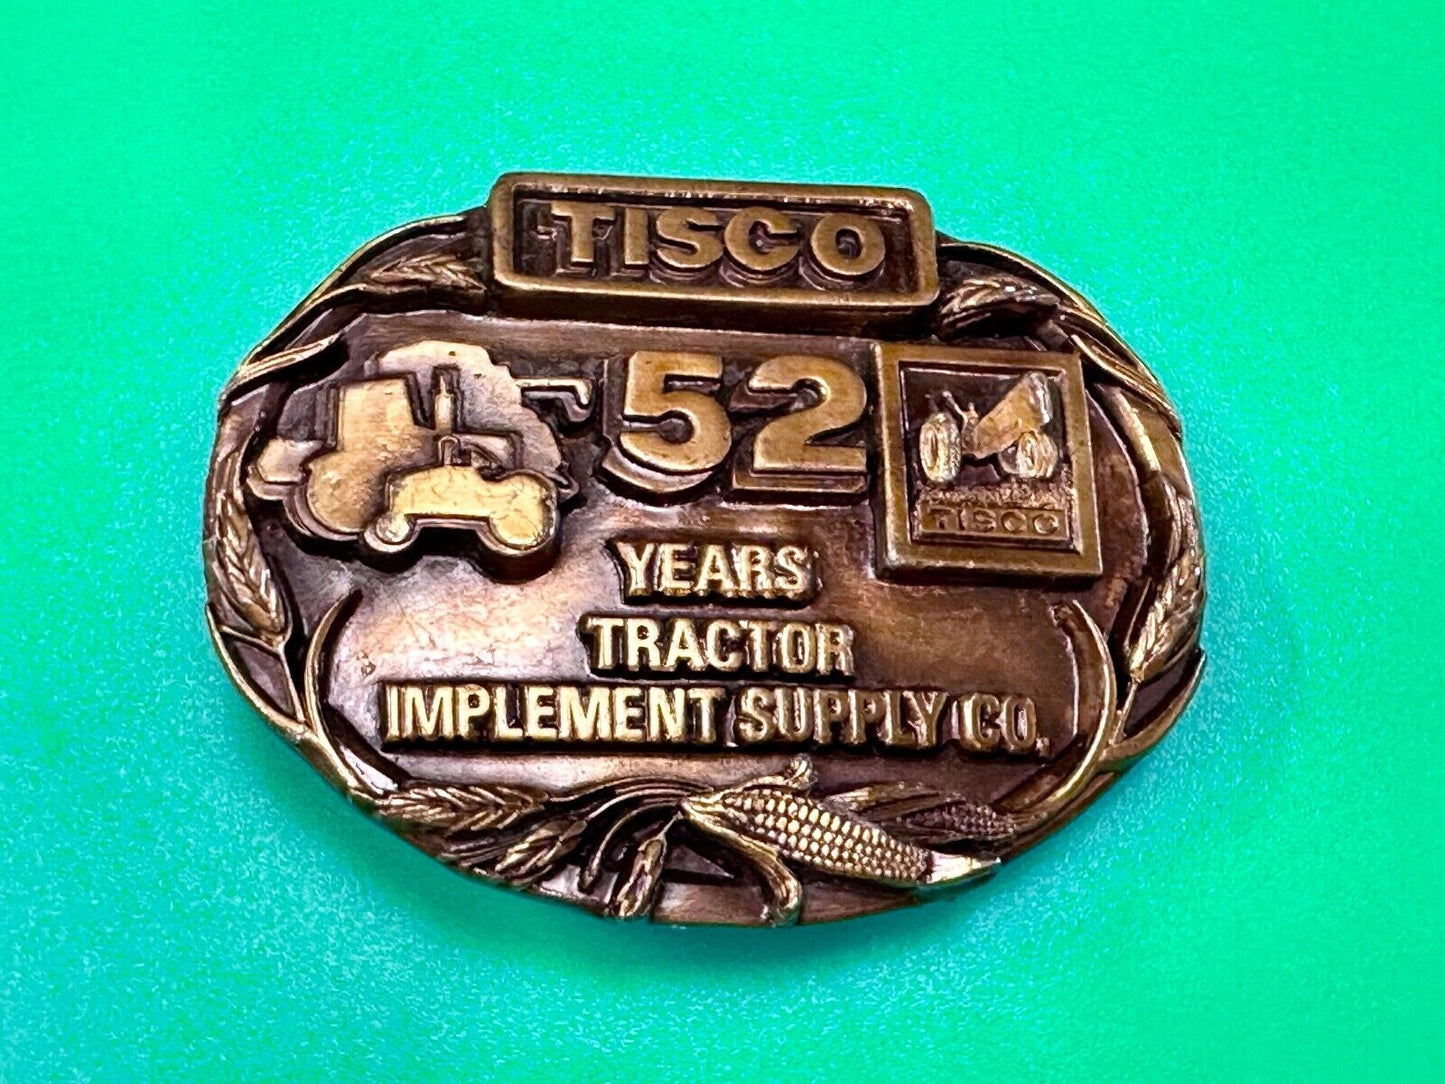 TISCO
52
TISCO
YEARS
TRACTOR
IMPLEMENT SUPPLY CO.